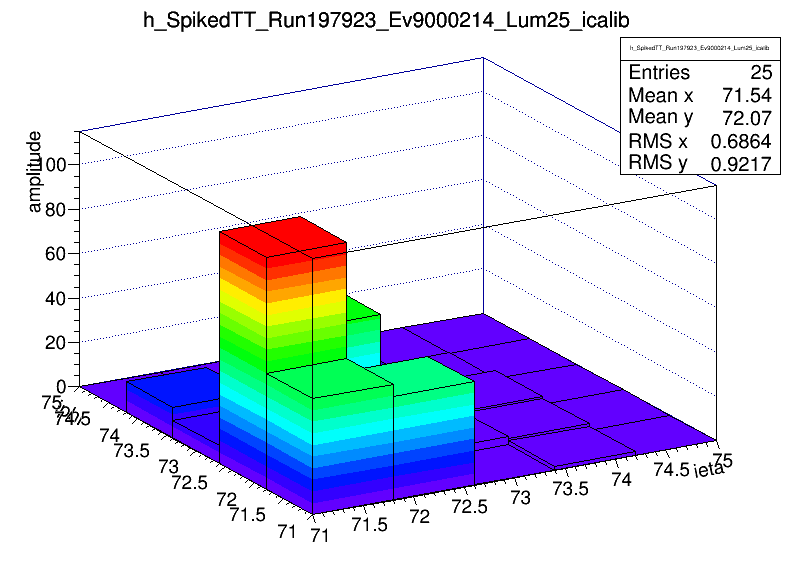 h_SpikedTT_Run197923_Ev9000214_Lum25_icalib
h_SpikedTT_Run197923_Ev9000214_Lum25_icalib
Entries 25
Mean x 71.54
Mean y 72.07
RMS x 0.6864
RMS y 0.9217
amplitude
100
80
60
40
20
0
75
74.5
74
73.5
73
72.5
72
71.5
71
71
71.5
72
72.5
73
73.5
74
74.5
75
ieta